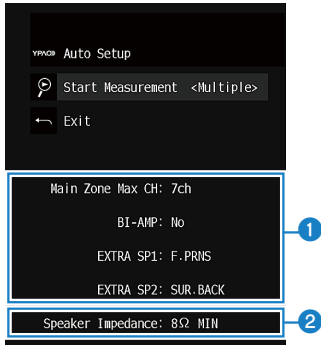 YPAO Auto Setup
Start Measurement <Multiple>
Exit
Main Zone Max CH: 7ch
BI-AMP: No
EXTRA SP1: F.PRNS
EXTRA SP2: SUR.BACK
1
Speaker Impedance: 8Ω MIN
2